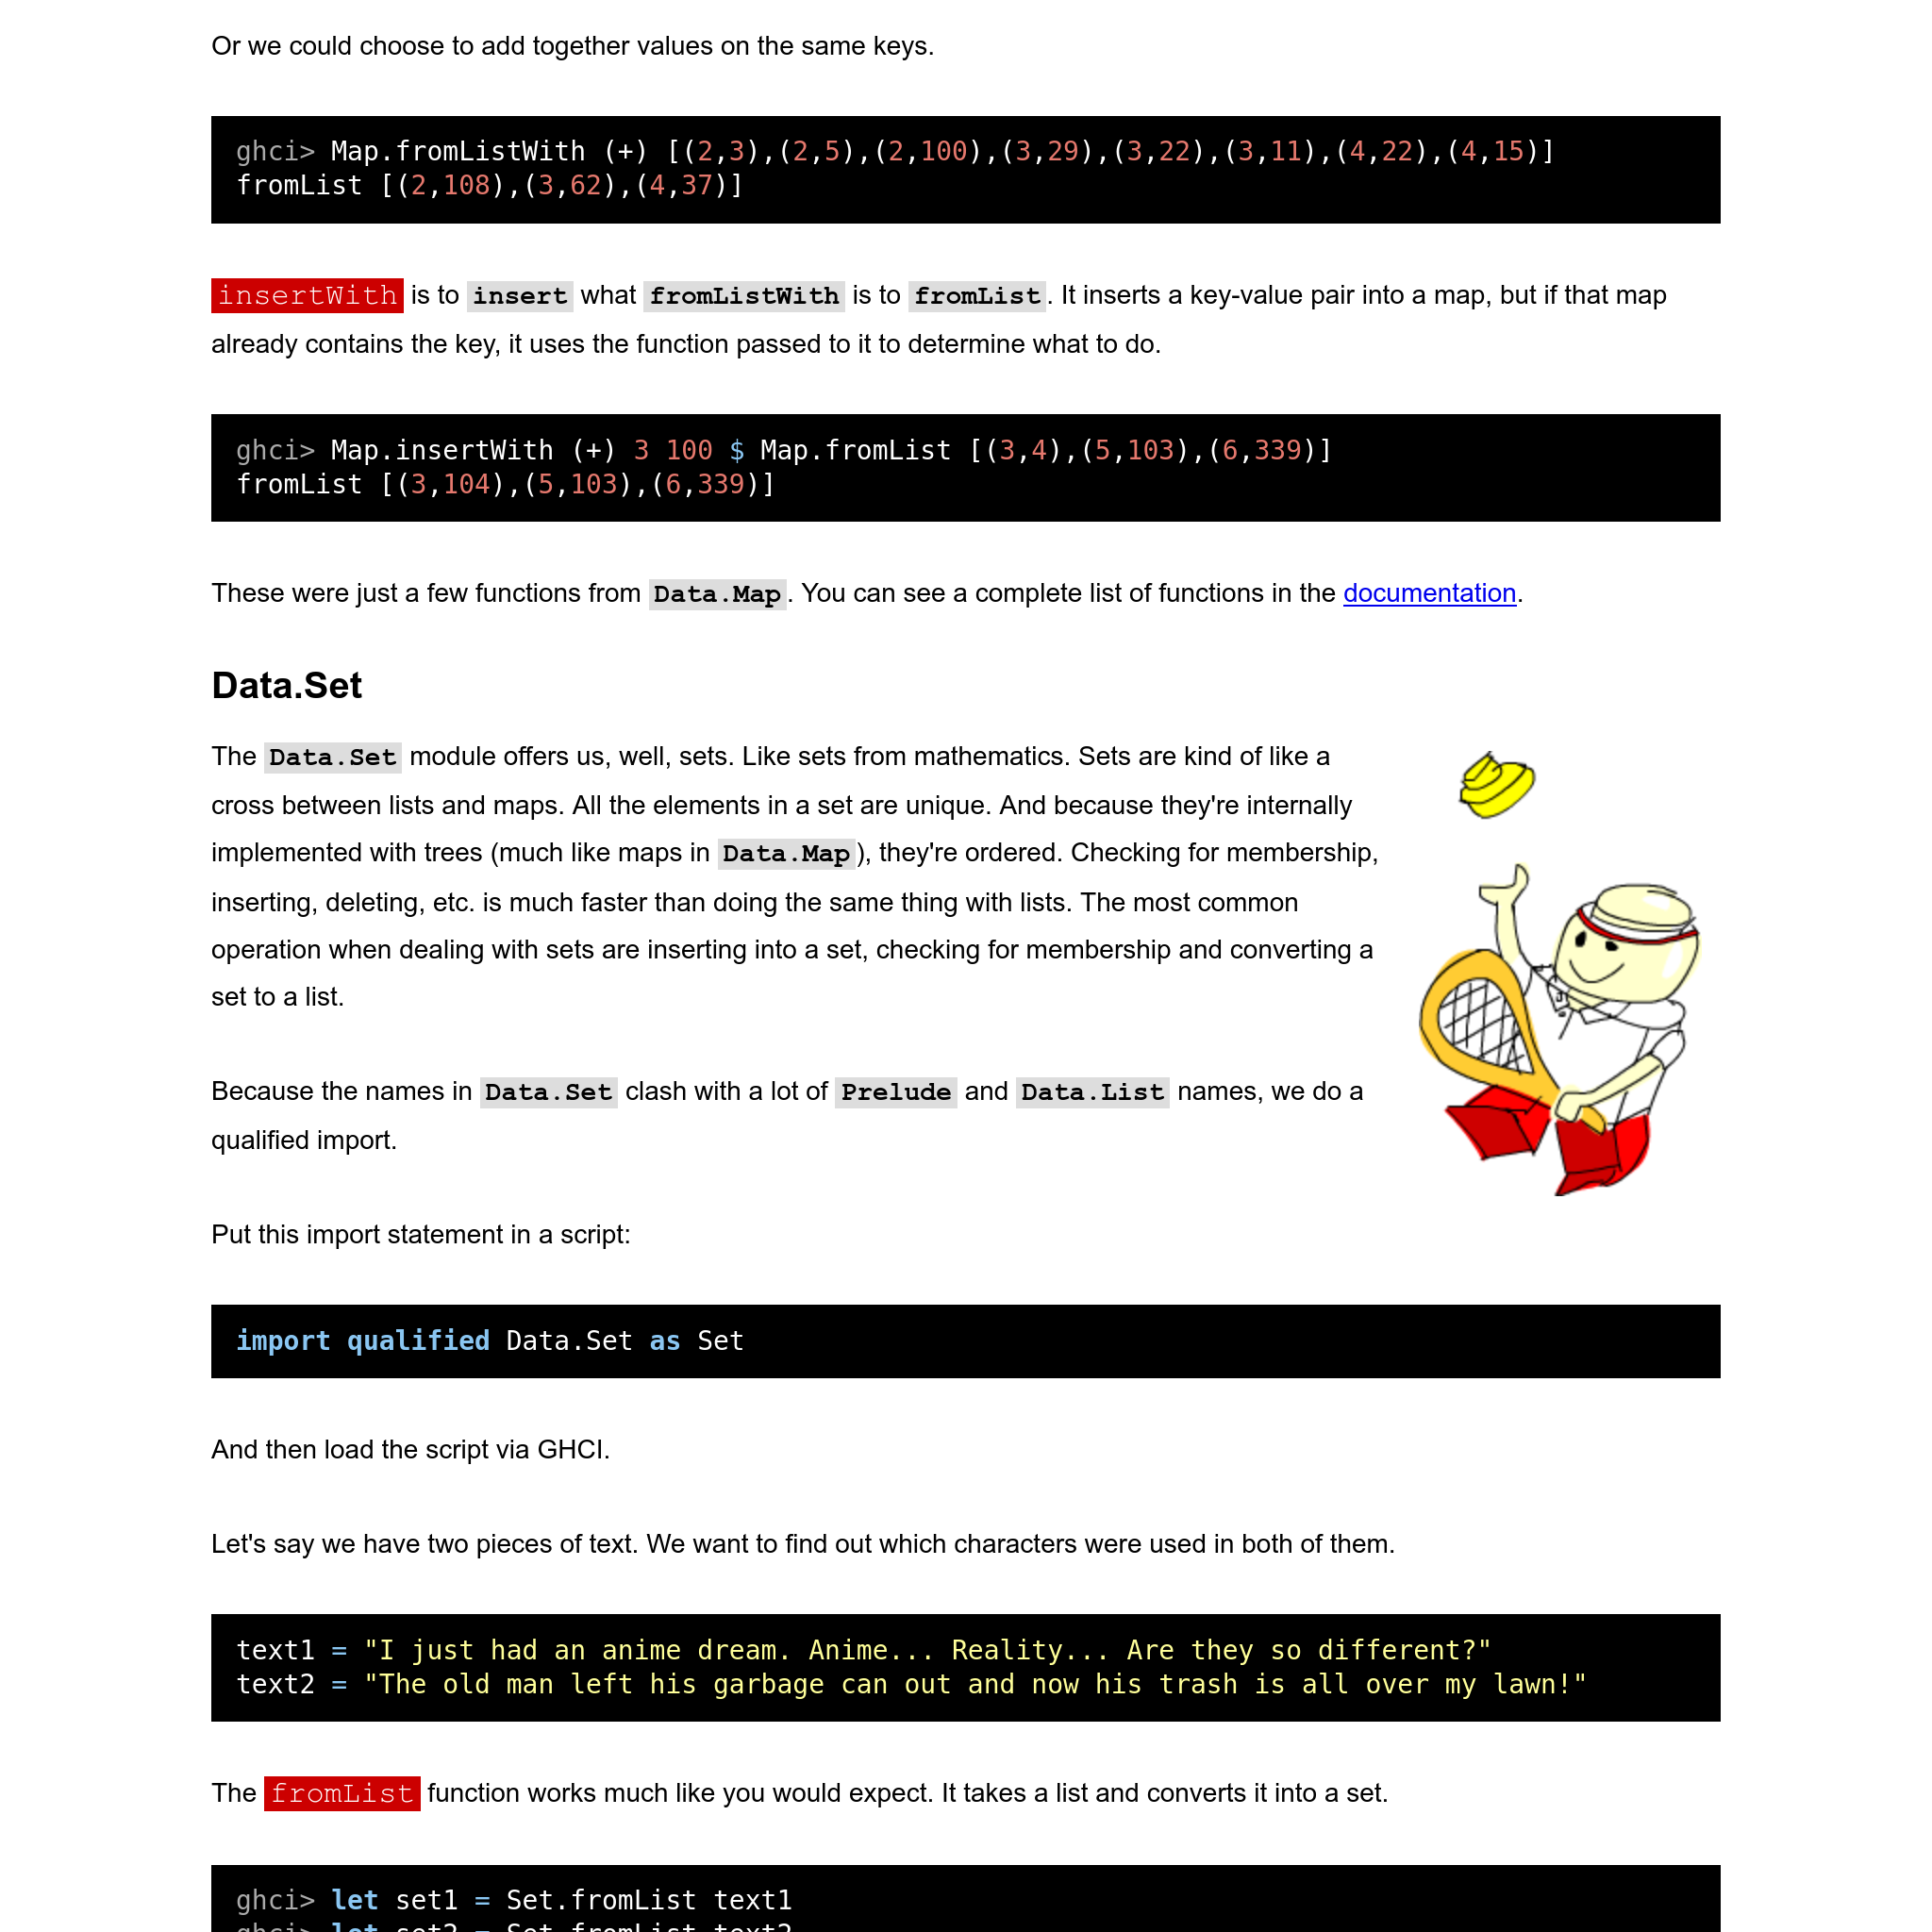 Or we could choose to add together values on the same keys.
ghci> Map.fromListWith (+) [(2,3),(2,5),(2,100),(3,29),(3,22),(3,11),(4,22),(4,15)]
fromList [(2,108),(3,62),(4,37)]
insertWith is to insert what fromListWith is to fromList. It inserts a key-value pair into a map, but if that map
already contains the key, it uses the function passed to it to determine what to do.
ghci> Map.insertWith (+) 3 100 $ Map.fromList [(3,4),(5,103),(6,339)]
fromList [(3,104),(5,103),(6,339)]
These were just a few functions from Data.Map. You can see a complete list of functions in the documentation.
Data.Set
The Data.Set module offers us, well, sets. Like sets from mathematics. Sets are kind of like a
cross between lists and maps. All the elements in a set are unique. And because they're internally
implemented with trees (much like maps in Data.Map), they're ordered. Checking for membership,
inserting, deleting, etc. is much faster than doing the same thing with lists. The most common
operation when dealing with sets are inserting into a set, checking for membership and converting a
set to a list.
Because the names in Data.Set clash with a lot of Prelude and Data.List names, we do a
qualified import.
Put this import statement in a script:
import qualified Data.Set as Set
And then load the script via GHCI.
Let's say we have two pieces of text. We want to find out which characters were used in both of them.
text1 = "I just had an anime dream. Anime... Reality... Are they so different?"
text2 = "The old man left his garbage can out and now his trash is all over my lawn!"
The fromList function works much like you would expect. It takes a list and converts it into a set.
ghci> let set1 = Set.fromList text1
ghci> let set2 = Set.fromList text2